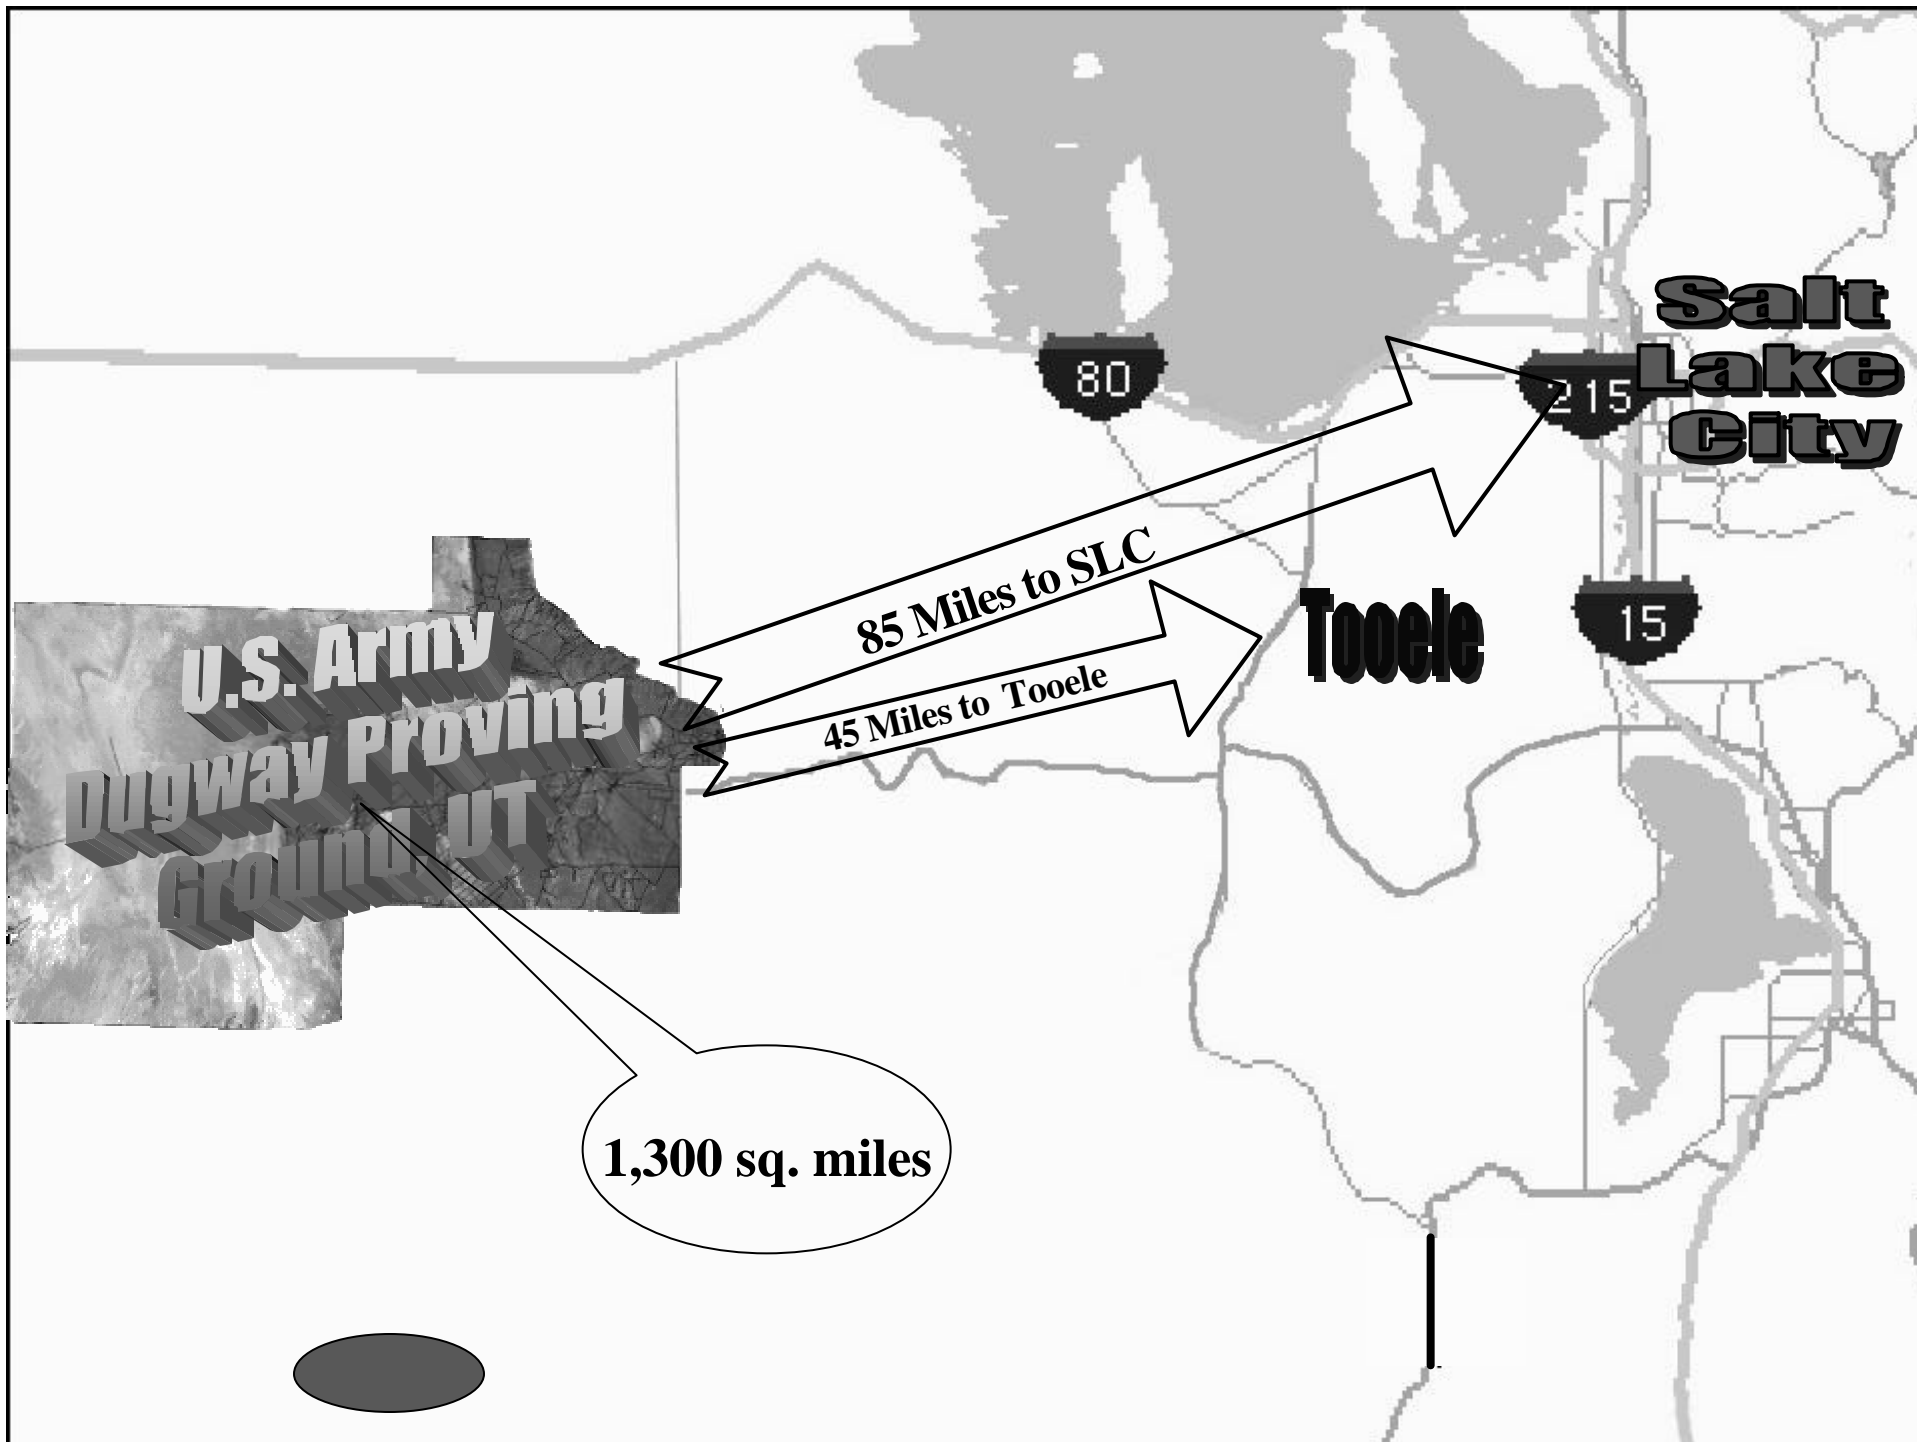 Salt
Lake
City
80
215
85 Miles to SLC
15
Tooele
45 Miles to Tooele
U.S. Army
Dugway Proving
Ground, UT
1,300 sq. miles